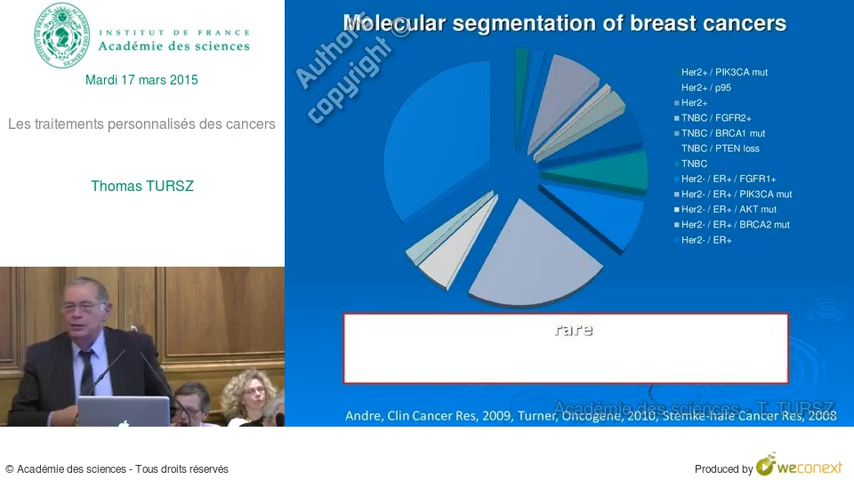 INSTITUT DE FRANCE
Académie des sciences
Mardi 17 mars 2015
Les traitements personnalisés des cancers
Thomas TURSZ
Molecular segmentation of breast cancers
Authors
copyright ©
Her2+ / PIK3CA mut
Her2+ / p95
Her2+
TNBC / FGFR2+
TNBC / BRCA1 mut
TNBC / PTEN loss
TNBC
Her2- / ER+ / FGFR1+
Her2- / ER+ / PIK3CA mut
Her2- / ER+ / AKT mut
Her2- / ER+ / BRCA2 mut
Her2- / ER+
rare
Académie des sciences - T. TURSZ
Andre, Clin Cancer Res, 2009, Turner, Oncogene, 2010, Stemke-hale Cancer Res, 2008
© Académie des sciences - Tous droits réservés
Produced by weconext